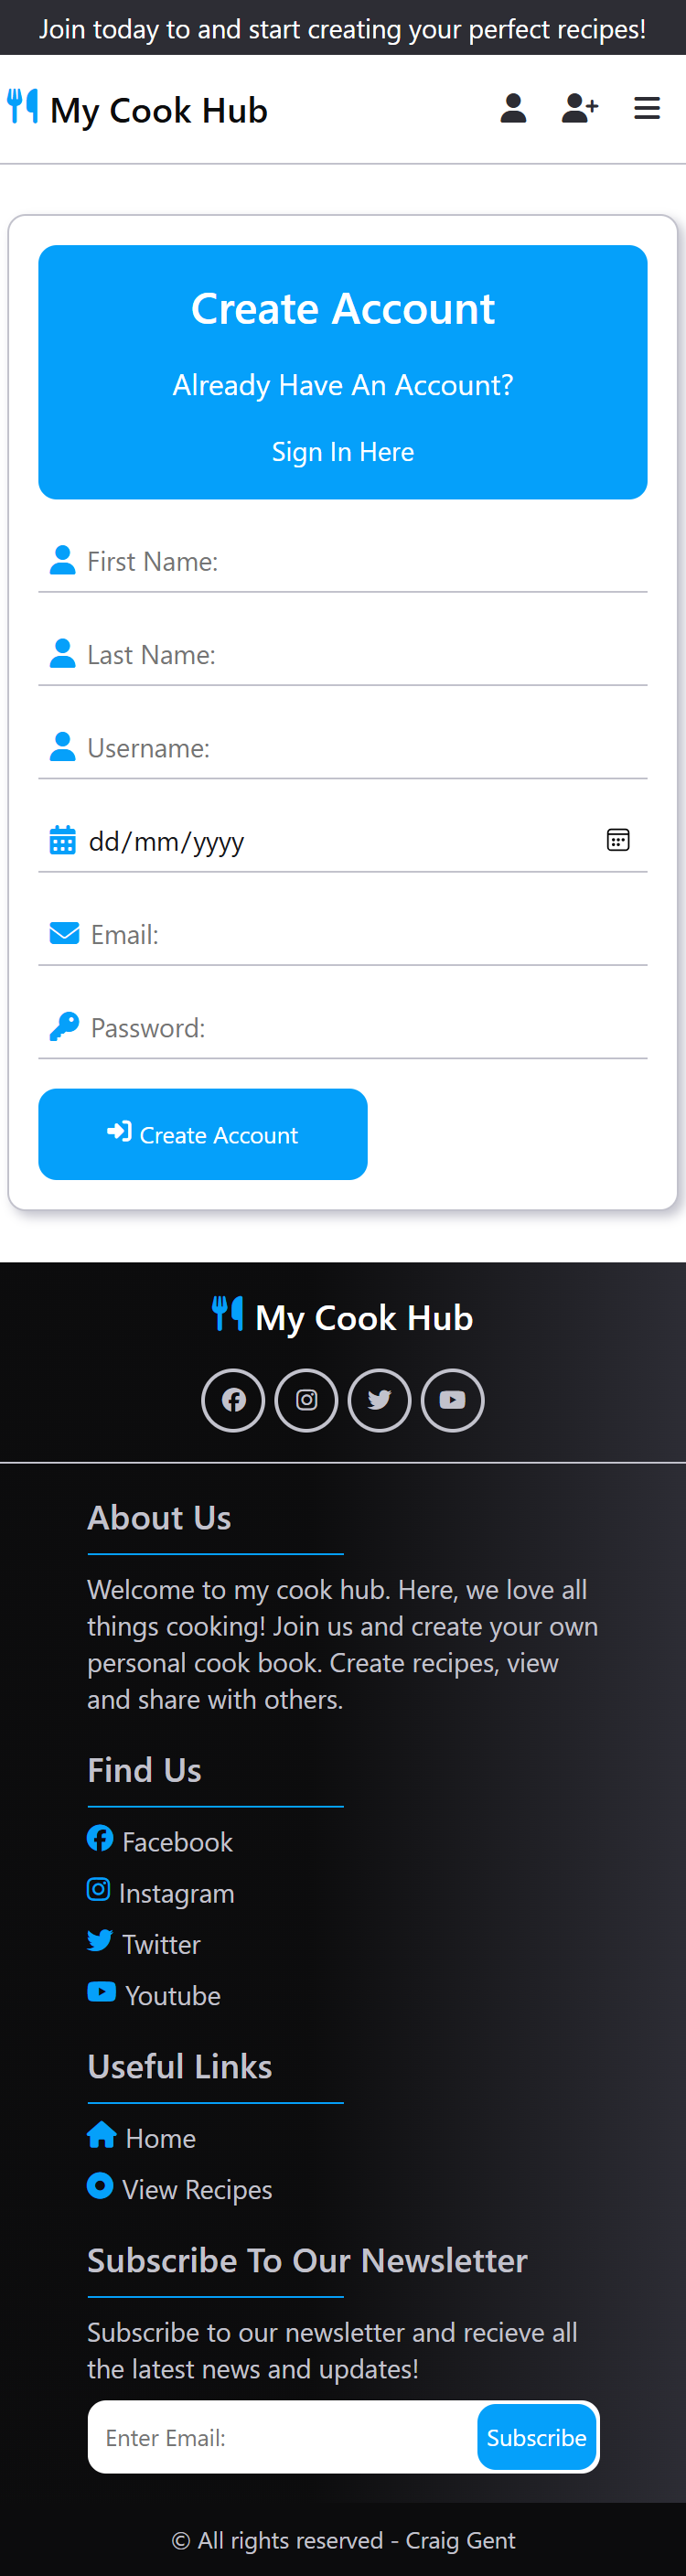 Join today to and start creating your perfect recipes!
My Cook Hub
Create Account
Already Have An Account?
Sign In Here
First Name:
Last Name:
Username:
dd/mm/yyyy
Email:
Password:
Create Account
My Cook Hub
About Us
Welcome to my cook hub. Here, we love all
things cooking! Join us and create your own
personal cook book. Create recipes, view
and share with others.
Find Us
Facebook
Instagram
Twitter
Youtube
Useful Links
Home
View Recipes
Subscribe To Our Newsletter
Subscribe to our newsletter and recieve all
the latest news and updates!
Enter Email:
Subscribe
© All rights reserved - Craig Gent